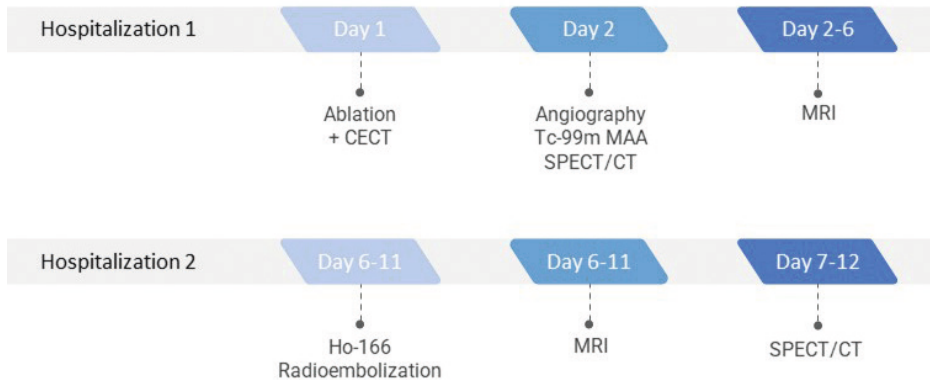 Hospitalization 1
Day 1
Day 2
Day 2-6
Ablation
+ CECT
Angiography
Tc-99m MAA
SPECT/CT
MRI
Hospitalization 2
Day 6-11
Day 6-11
Day 7-12
Ho-166
Radioembolization
MRI
SPECT/CT